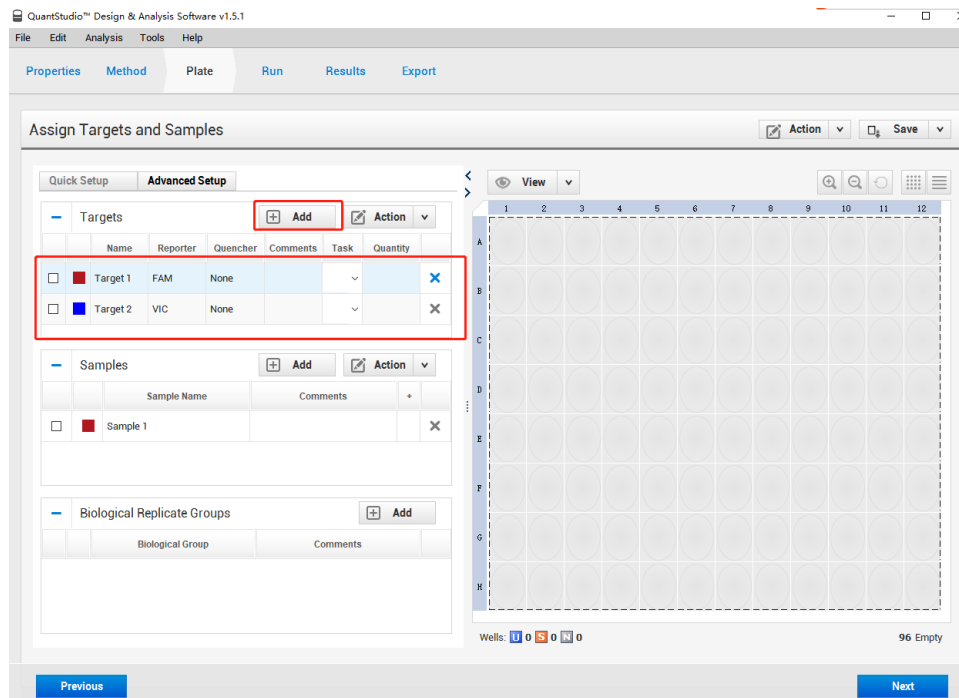 QuantStudio™ Design & Analysis Software v1.5.1
File Edit Analysis Tools Help
Properties Method Plate Run Results Export
Assign Targets and Samples
Action Save
Quick Setup Advanced Setup
View
Targets Add Action
Name Reporter Quencher Comments Task Quantity
Target 1 FAM None
Target 2 VIC None
Samples Add Action
Sample Name Comments
Sample 1
Biological Replicate Groups Add
Biological Group Comments
1 2 3 4 5 6 7 8 9 10 11 12
A
B
C
D
E
F
G
H
Wells: U 0 S 0 N 0 96 Empty
Previous Next